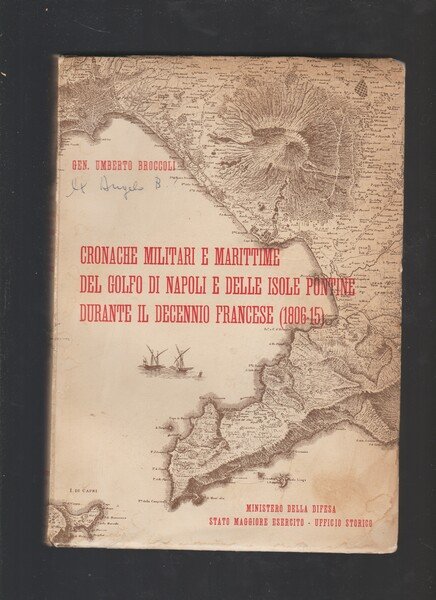 GEN. UMBERTO BROCCOLI
Angelo B.
CRONACHE MILITARI E MARITTIME
DEL GOLFO DI NAPOLI E DELLE ISOLE PONTINE
DURANTE IL DECENNIO FRANCESE (1806-15)
I. DI CAPRI
MINISTERO DELLA DIFESA
STATO MAGGIORE ESERCITO - UFFICIO STORICO